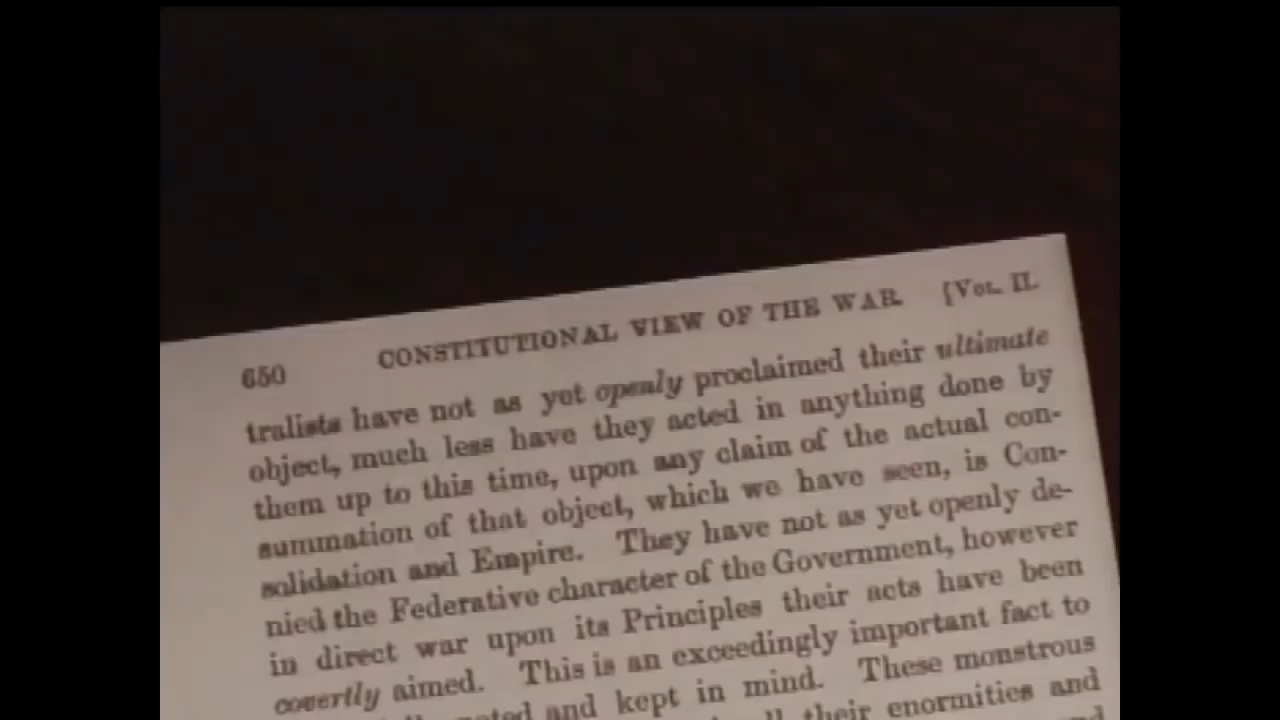 650 CONSTITUTIONAL VIEW OF THE WAR. [VOL. II.
tralists have not as yet openly proclaimed their ultimate
object, much less have they acted in anything done by
them up to this time, upon any claim of the actual con-
summation of that object, which we have seen, is Con-
solidation and Empire. They have not as yet openly de-
nied the Federative character of the Government, however
in direct war upon its Principles their acts have been
covertly aimed. This is an exceedingly important fact to
and kept in mind. These monstrous
their enormities and